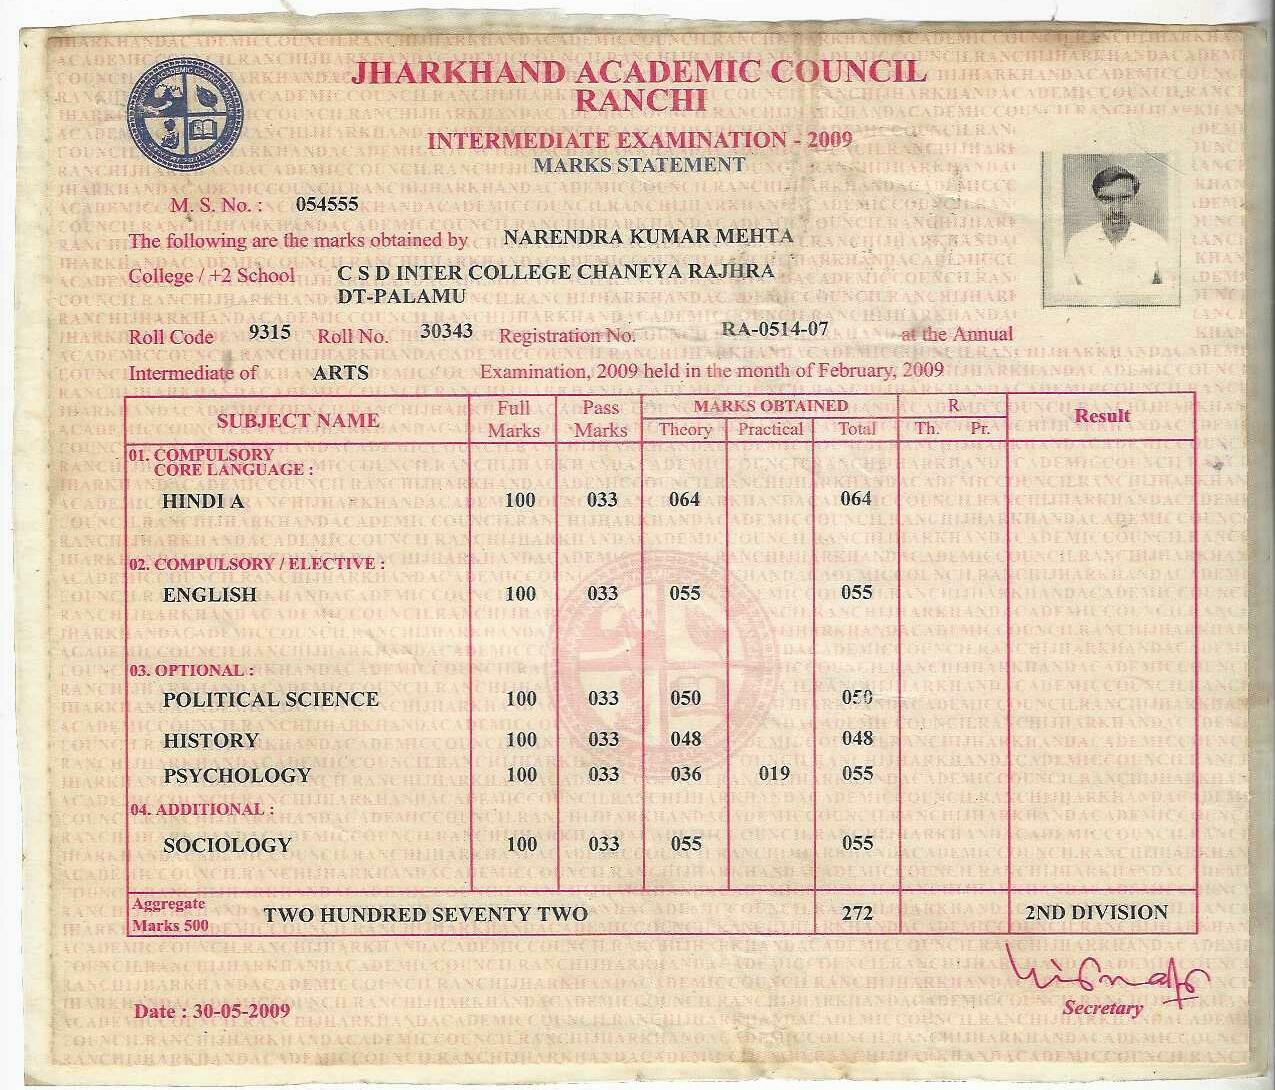 JHARKHAND ACADEMIC COUNCIL
RANCHI
INTERMEDIATE EXAMINATION - 2009
MARKS STATEMENT
M. S. No. : 054555
The following are the marks obtained by NARENDRA KUMAR MEHTA
College / +2 School C S D INTER COLLEGE CHANEYA RAJHRA
DT-PALAMU
Roll Code 9315 Roll No. 30343 Registration No. RA-0514-07 at the Annual
Intermediate of ARTS Examination, 2009 held in the month of February, 2009
SUBJECT NAME Full Marks Pass Marks MARKS OBTAINED R Result
Theory Practical Total Th. Pr.
01. COMPULSORY
CORE LANGUAGE :
HINDI A 100 033 064 064
02. COMPULSORY / ELECTIVE :
ENGLISH 100 033 055 055
03. OPTIONAL :
POLITICAL SCIENCE 100 033 050 050
HISTORY 100 033 048 048
PSYCHOLOGY 100 033 036 019 055
04. ADDITIONAL :
SOCIOLOGY 100 033 055 055
Aggregate
Marks 500 TWO HUNDRED SEVENTY TWO 272 2ND DIVISION
Date : 30-05-2009
Secretary